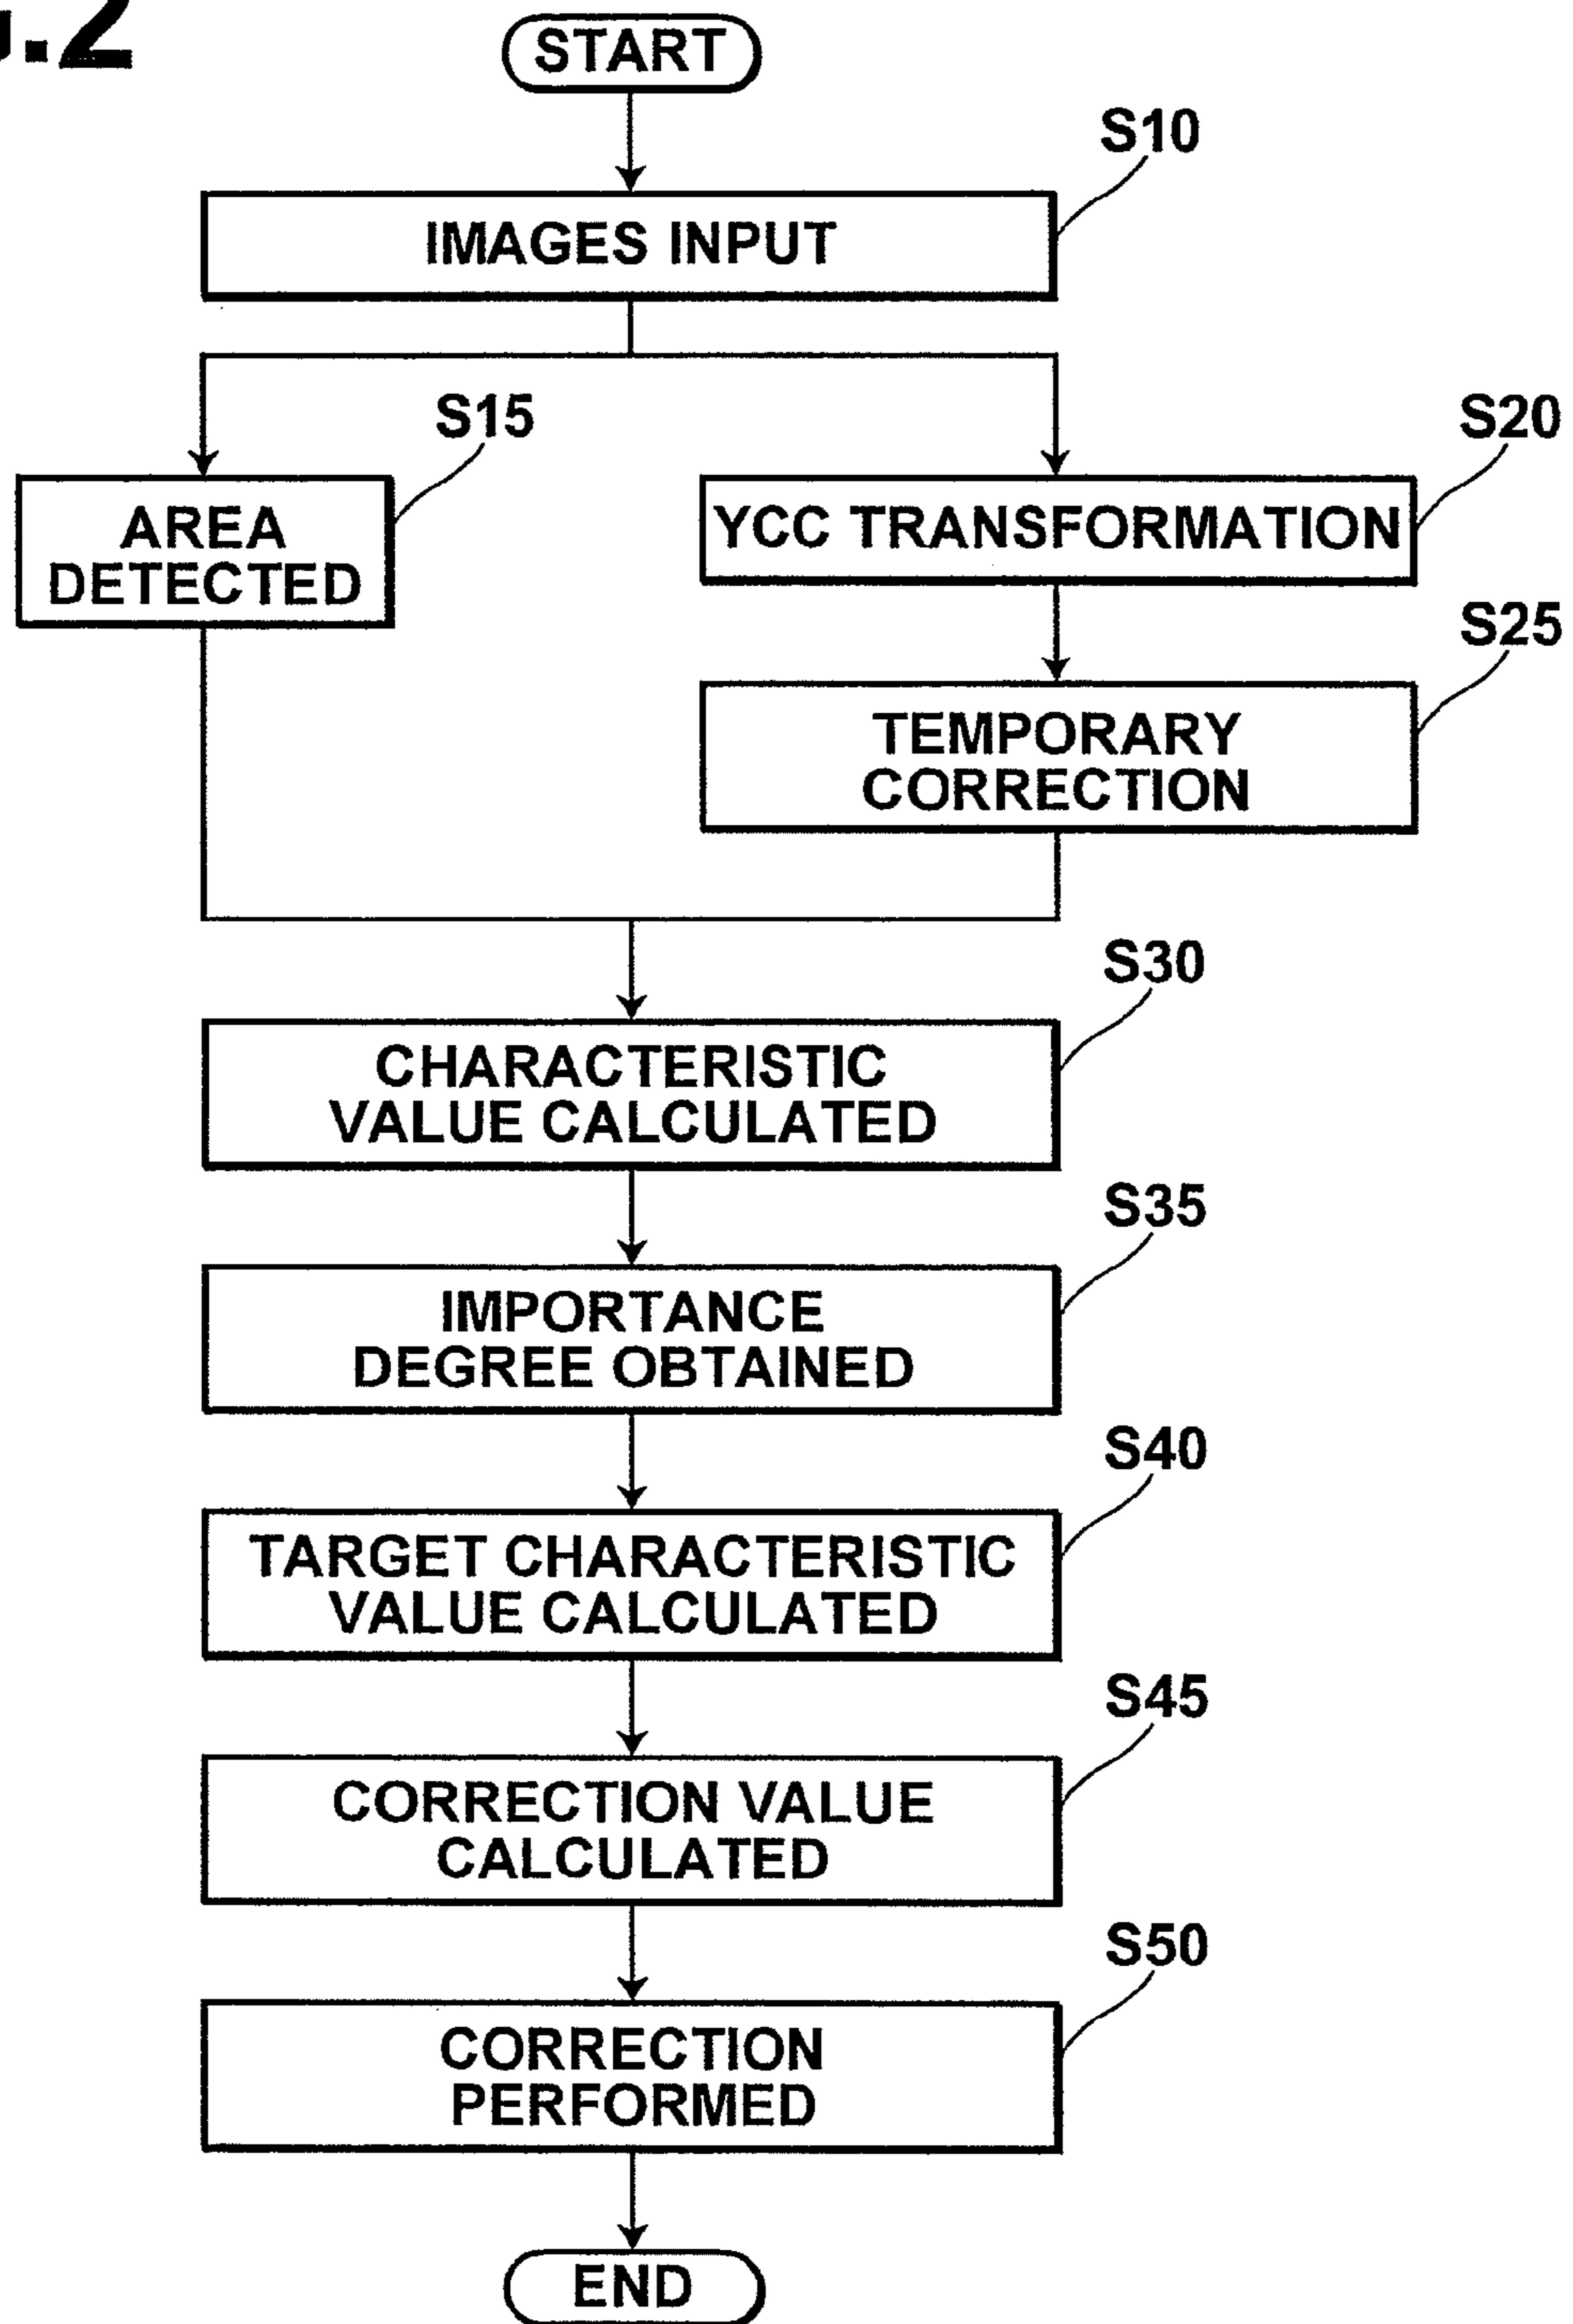 .2
START
S10
IMAGES INPUT
S15
S20
AREA
DETECTED
YCC TRANSFORMATION
S25
TEMPORARY
CORRECTION
S30
CHARACTERISTIC
VALUE CALCULATED
S35
IMPORTANCE
DEGREE OBTAINED
S40
TARGET CHARACTERISTIC
VALUE CALCULATED
S45
CORRECTION VALUE
CALCULATED
S50
CORRECTION
PERFORMED
END